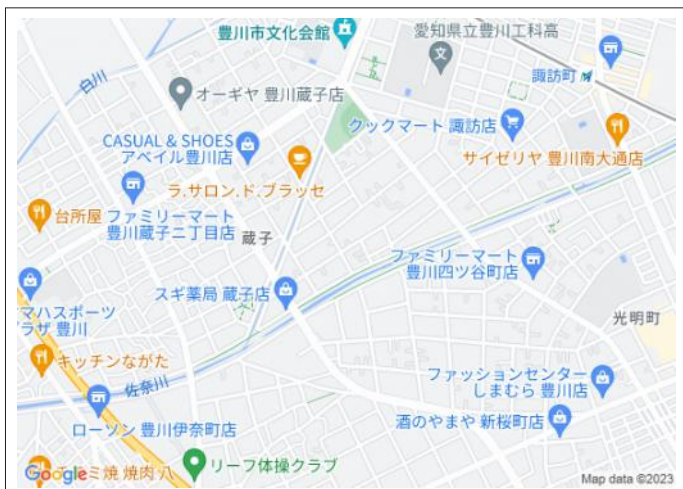 豊川市文化会館
愛知県立豊川工科高
文
白川
諏訪町
オーギヤ 豊川蔵子店
クックマート 諏訪店
CASUAL & SHOES
アベイル豊川店
サイゼリヤ 豊川南大通店
ラ.サロン.ド.ブラッセ
台所屋
ファミリーマート
豊川蔵子二丁目店
蔵子
ファミリーマート
豊川四ツ谷町店
スギ薬局 蔵子店
マハスポーツ
ラザ 豊川
光明町
キッチンながた
佐奈川
ファッションセンター
しまむら 豊川店
ローソン 豊川伊奈町店
酒のやまや 新桜町店
リーフ体操クラブ
ミ焼 焼肉 八
Google
Map data ©2023